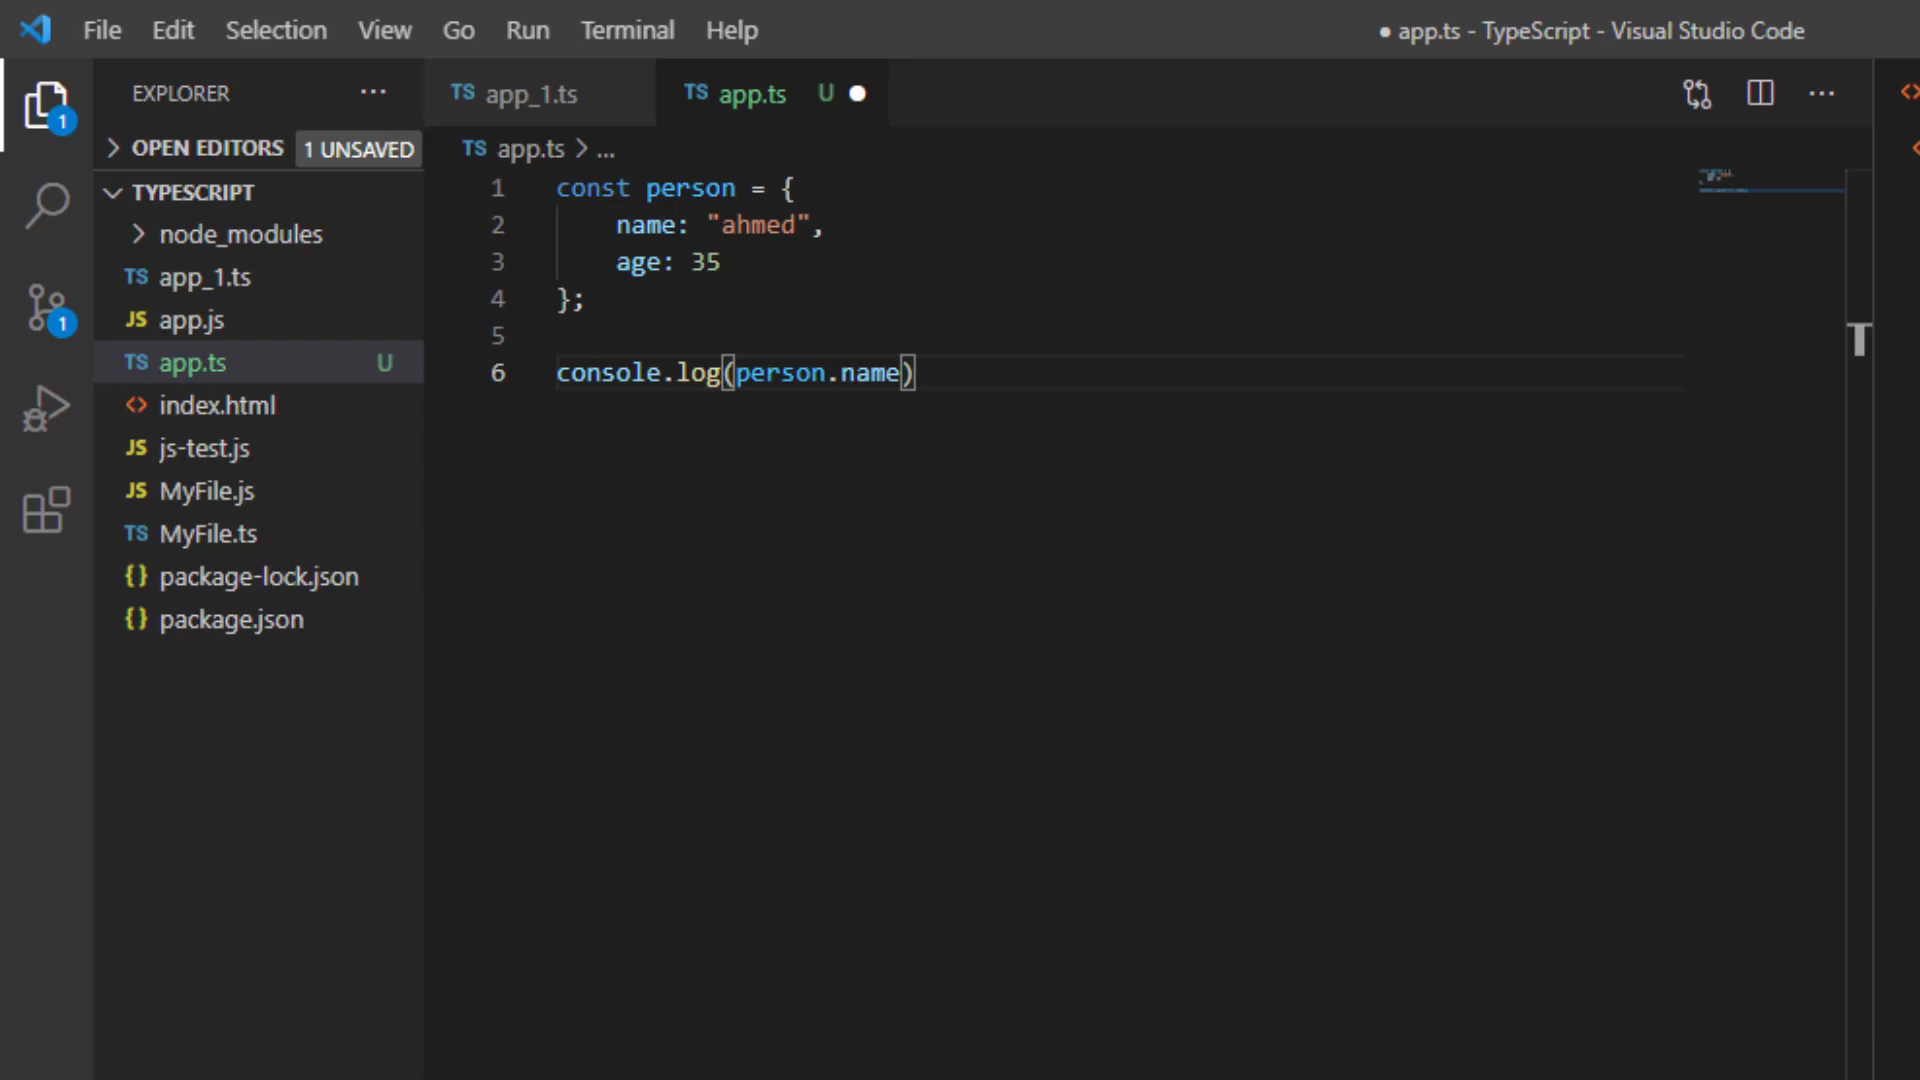 File Edit Selection View Go Run Terminal Help
● app.ts - TypeScript - Visual Studio Code
EXPLORER ...
1
OPEN EDITORS 1 UNSAVED
TYPESCRIPT
node_modules
TS app_1.ts
JS app.js
TS app.ts U
<> index.html
JS js-test.js
JS MyFile.js
TS MyFile.ts
{} package-lock.json
{} package.json
1
TS app_1.ts
TS app.ts U ●
TS app.ts > ...
1 const person = {
2 name: "ahmed",
3 age: 35
4 };
5
6 console.log(person.name)